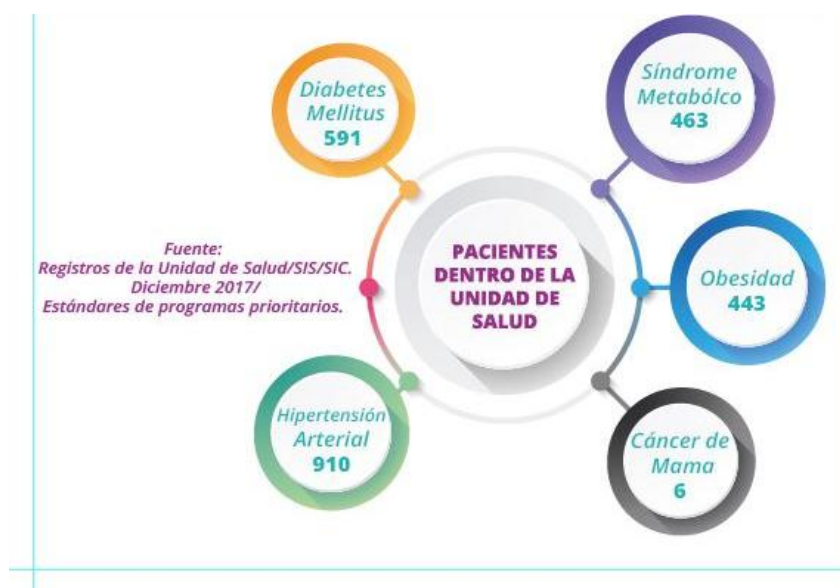 Diabetes
Mellitus
591
Síndrome
Metabólco
463
Fuente:
Registros de la Unidad de Salud/SIS/SIC.
Diciembre 2017/
Estándares de programas prioritarios.
PACIENTES
DENTRO DE LA
UNIDAD DE
SALUD
Obesidad
443
Hipertensión
Arterial
910
Cáncer de
Mama
6